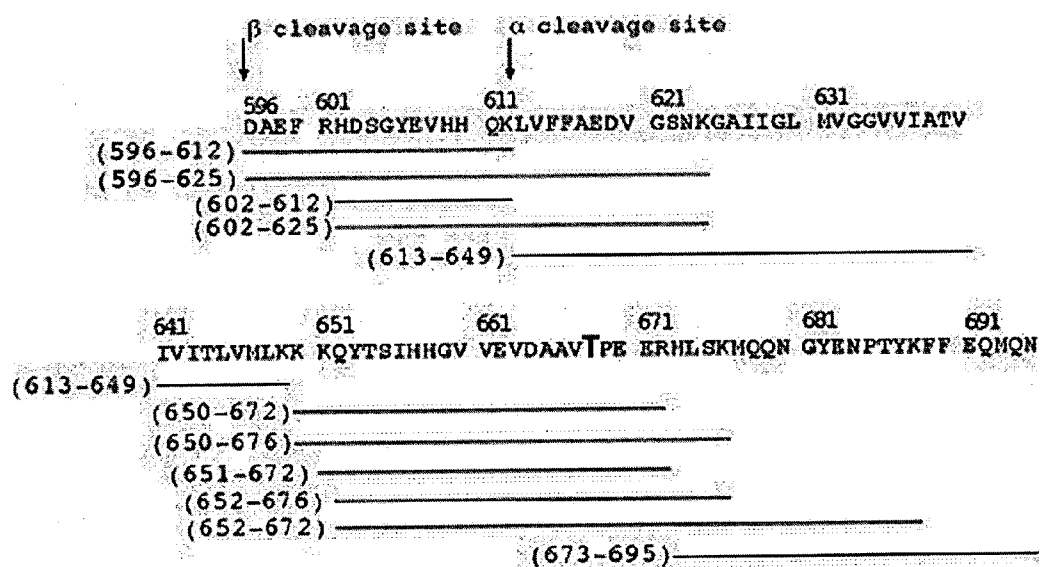 β cleavage site α cleavage site
596 601 611 621 631
DAEF RHDSGYEVHH QKLVFFAEDV GSNKGAIIGL MVGGVVIATV
(596-612)
(596-625)
(602-612)
(602-625)
(613-649)
641 651 661 671 681 691
IVITLVMLKK KQYTSIHHGV VEVDAAVTPE ERHLSKMQQN GYENPTYKFF EQMQN
(613-649)
(650-672)
(650-676)
(651-672)
(652-676)
(652-672)
(673-695)